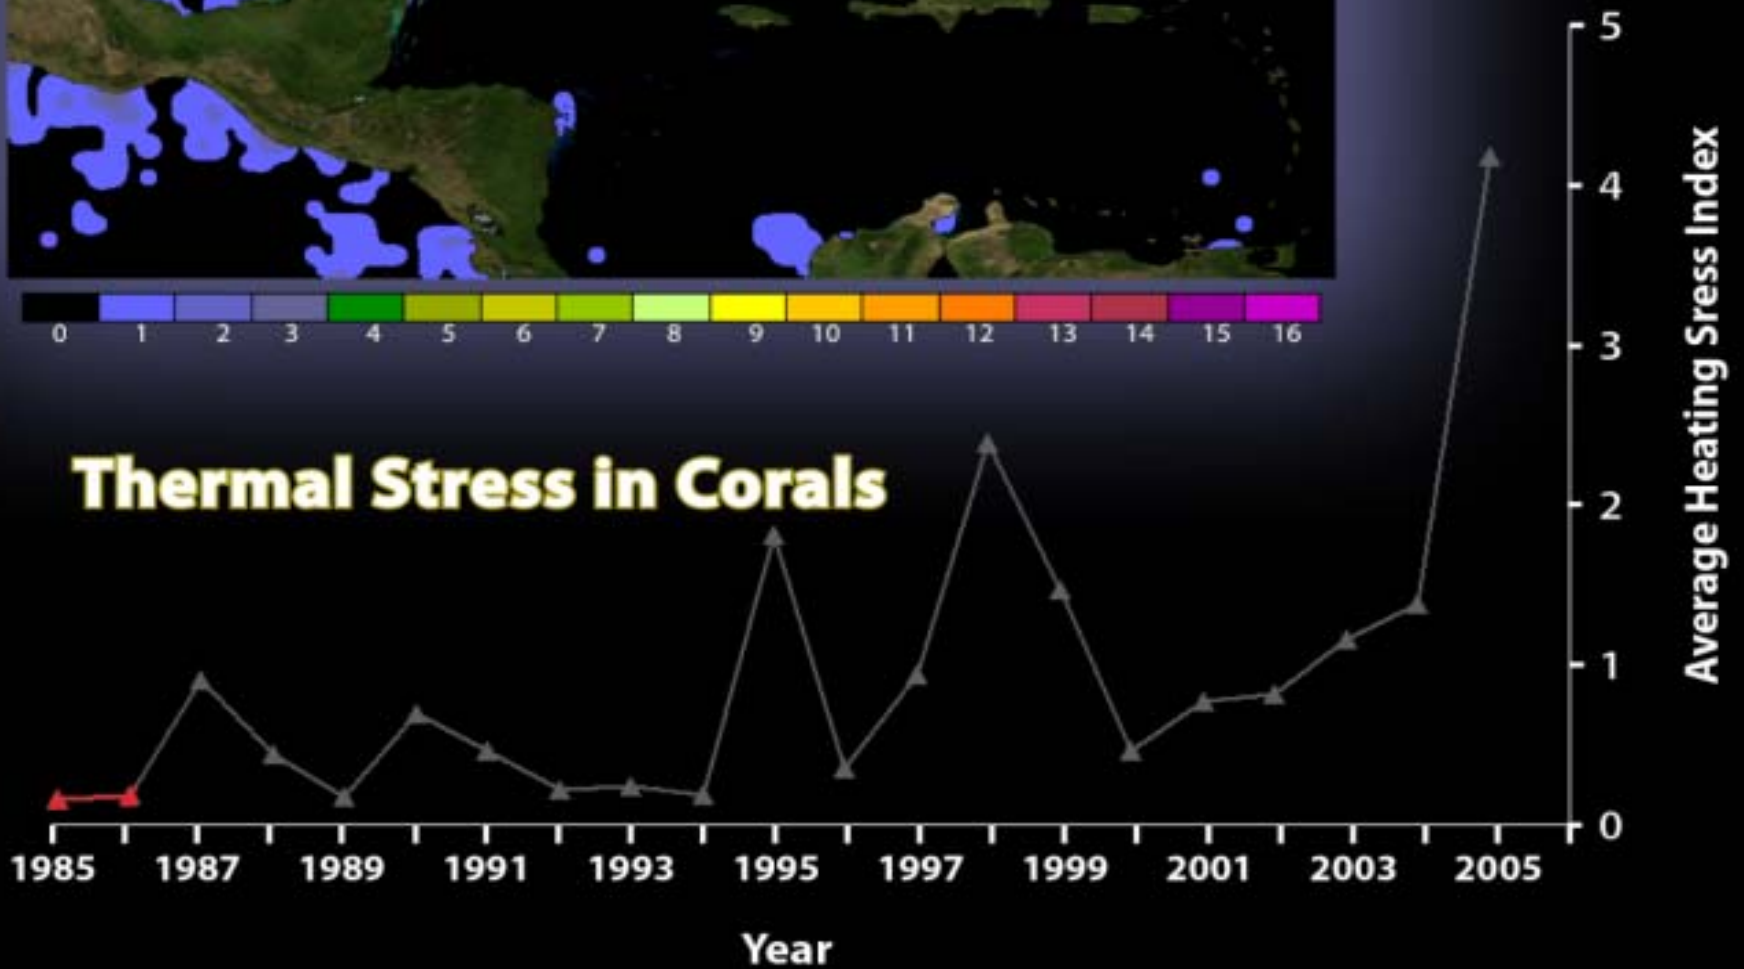 5
4
3
2
1
0
Average Heating Sress Index
0 1 2 3 4 5 6 7 8 9 10 11 12 13 14 15 16
Thermal Stress in Corals
1985 1987 1989 1991 1993 1995 1997 1999 2001 2003 2005
Year